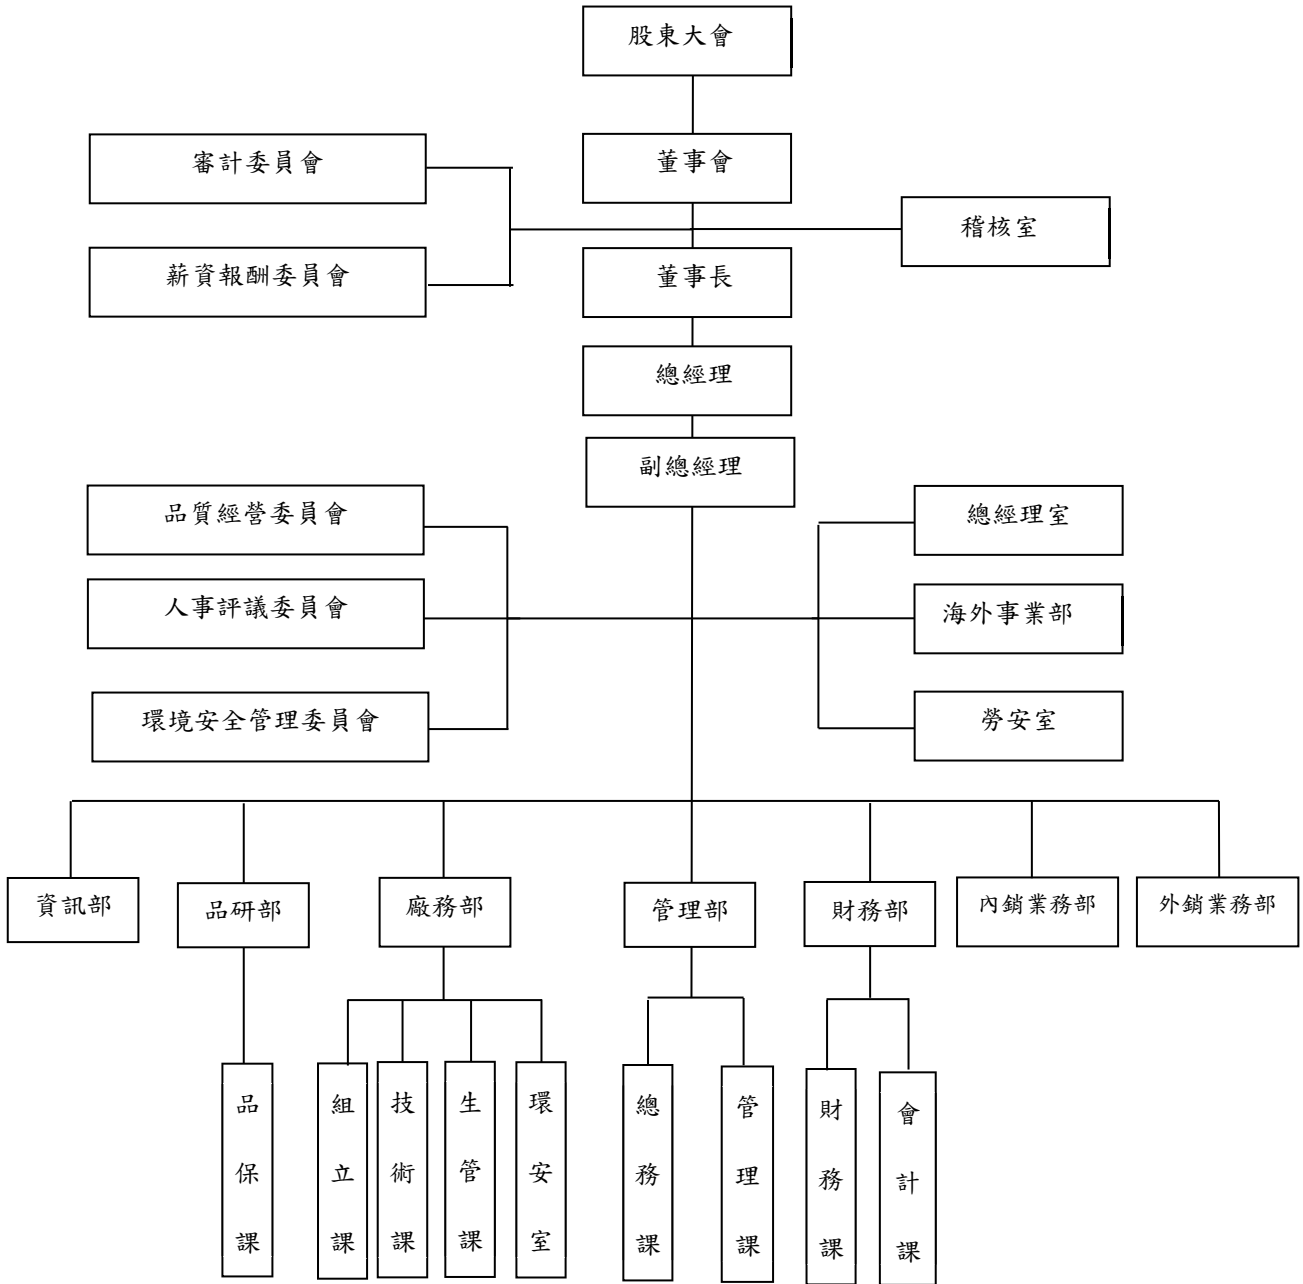 股東大會
審計委員會
董事會
稽核室
薪資報酬委員會
董事長
總經理
副總經理
品質經營委員會
總經理室
人事評議委員會
海外事業部
環境安全管理委員會
勞安室
資訊部
品研部
廠務部
管理部
財務部
內銷業務部
外銷業務部
品保課
組立課
技術課
生管課
環安室
總務課
管理課
財務課
會計課